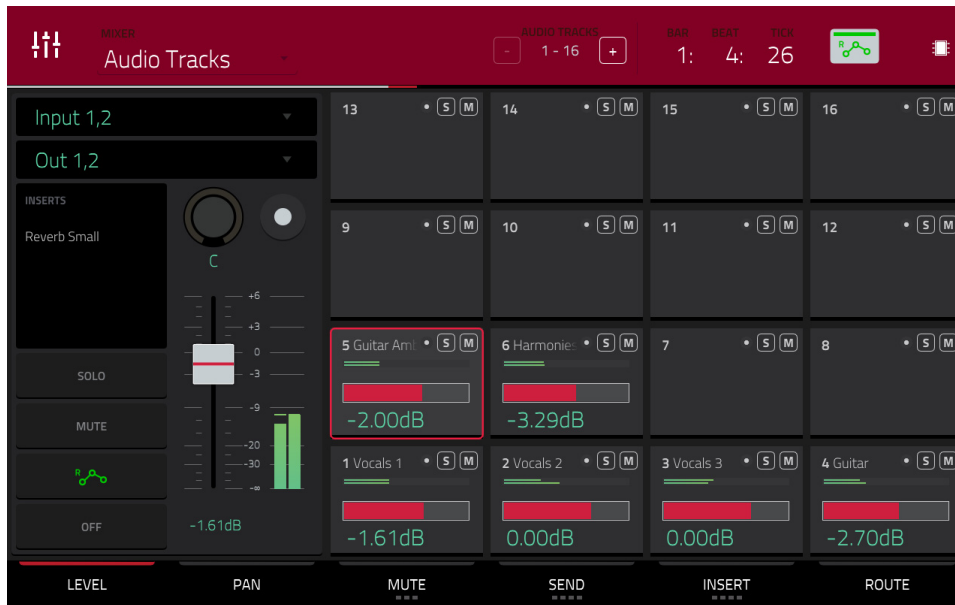 MIXER
Audio Tracks
AUDIO TRACKS
- 1 - 16 +
BAR BEAT TICK
1: 4: 26
R
Input 1,2
Out 1,2
INSERTS
Reverb Small
C
+6
+3
0
-3
-9
-20
-30
-∞
-1.61dB
SOLO
MUTE
R
OFF
13 S M
14 S M
15 S M
16 S M
9 S M
10 S M
11 S M
12 S M
5 Guitar Am S M
-2.00dB
6 Harmonies S M
-3.29dB
7 S M
8 S M
1 Vocals 1 S M
-1.61dB
2 Vocals 2 S M
0.00dB
3 Vocals 3 S M
0.00dB
4 Guitar S M
-2.70dB
LEVEL PAN MUTE SEND INSERT ROUTE